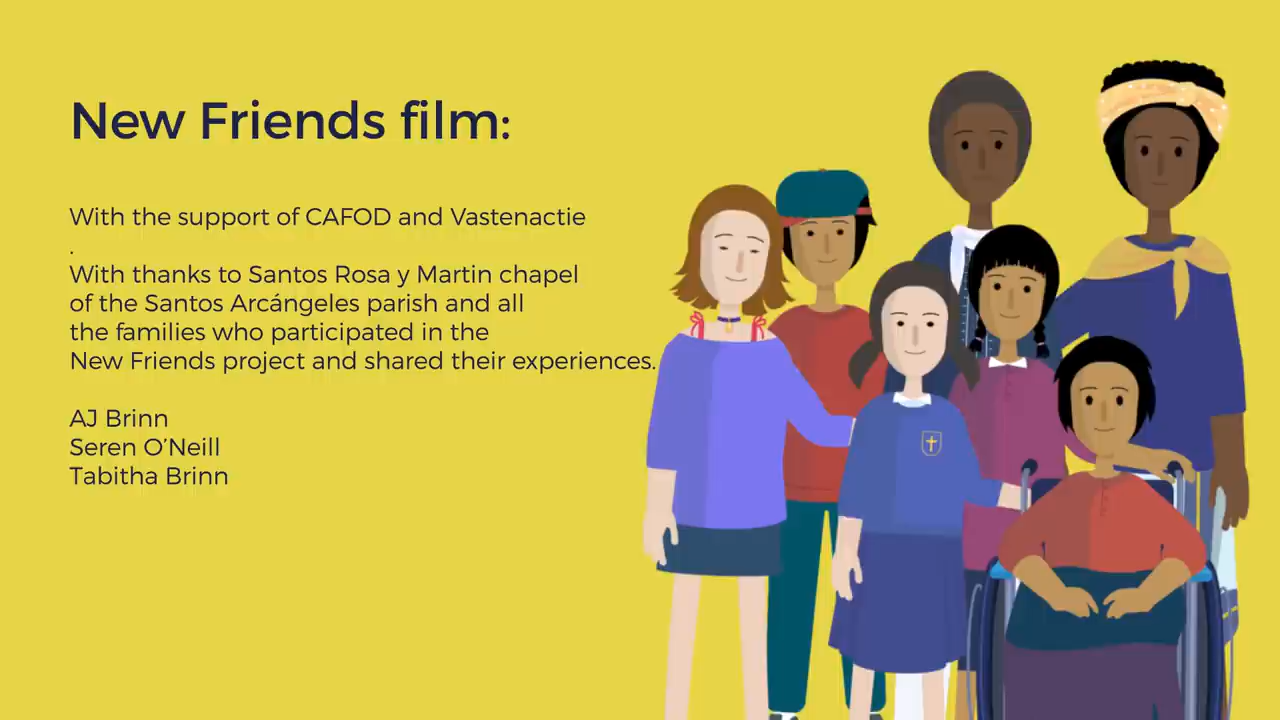 New Friends film:
With the support of CAFOD and Vastenactie
.
With thanks to Santos Rosa y Martin chapel
of the Santos Arcángeles parish and all
the families who participated in the
New Friends project and shared their experiences.
AJ Brinn
Seren O’Neill
Tabitha Brinn